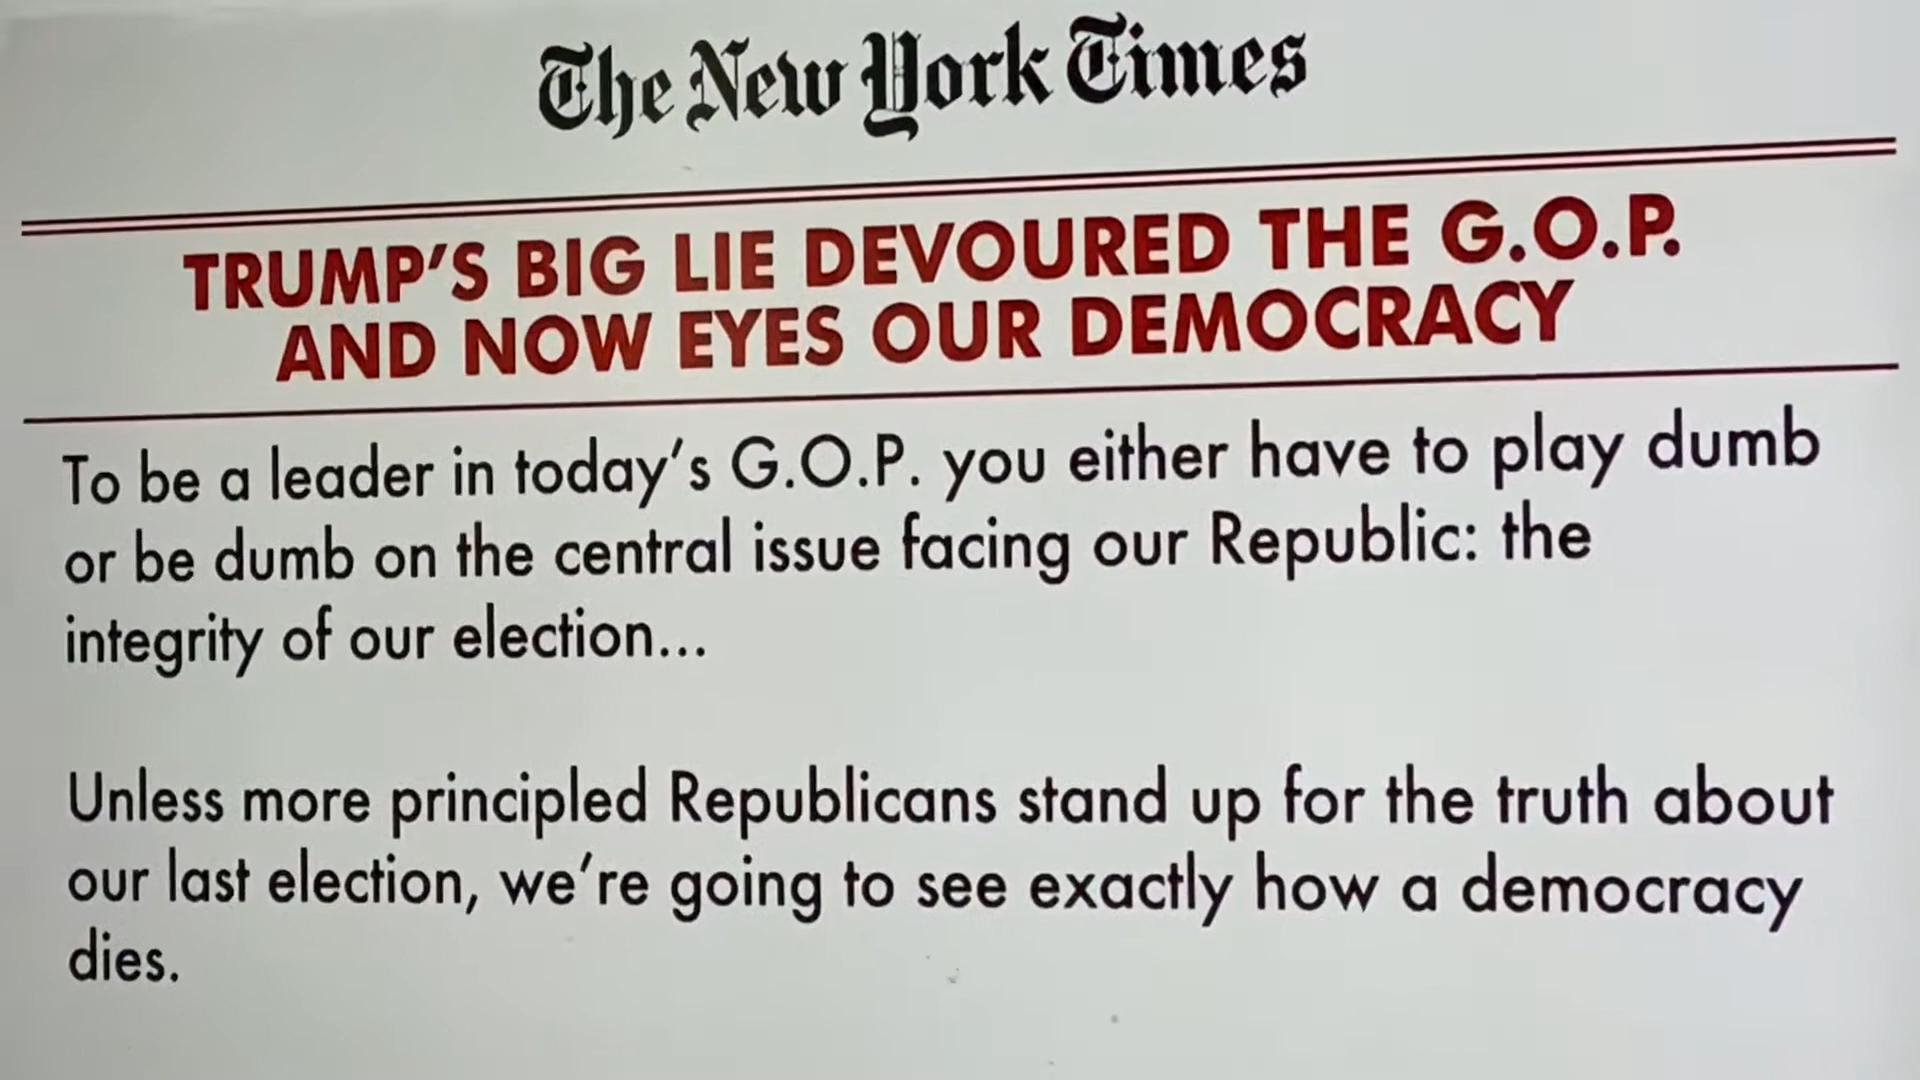 The New York Times
TRUMP'S BIG LIE DEVOURED THE G.O.P.
AND NOW EYES OUR DEMOCRACY
To be a leader in today's G.O.P. you either have to play dumb
or be dumb on the central issue facing our Republic: the
integrity of our election...
Unless more principled Republicans stand up for the truth about
our last election, we're going to see exactly how a democracy
dies.